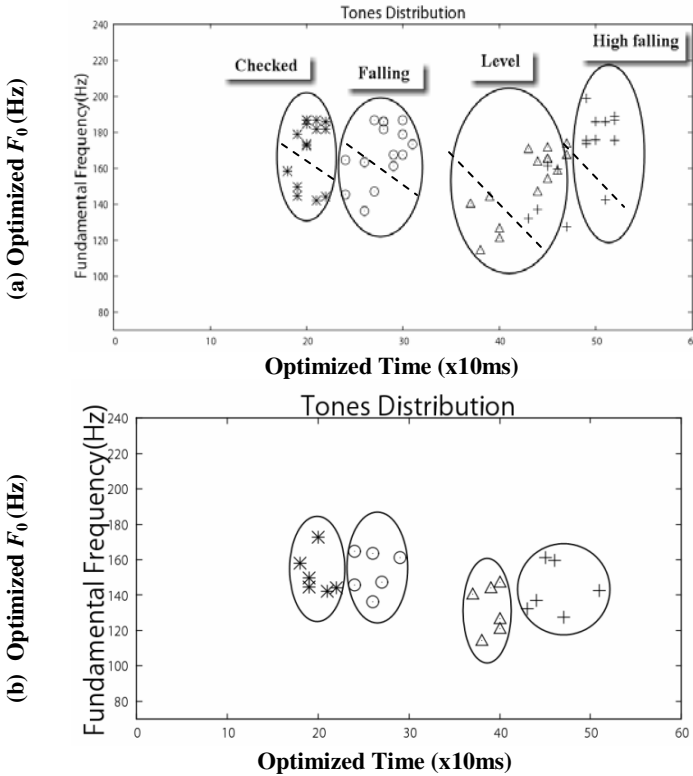 Tones Distribution
(a) Optimized F0 (Hz)
Fundamental Frequency(Hz)
240
220
200
180
160
140
120
100
80
Checked
Falling
Level
High falling
0 10 20 30 40 50 60
Optimized Time (x10ms)
Tones Distribution
(b) Optimized F0 (Hz)
Fundamental Frequency(Hz)
240
220
200
180
160
140
120
100
80
0 10 20 30 40 50 60
Optimized Time (x10ms)